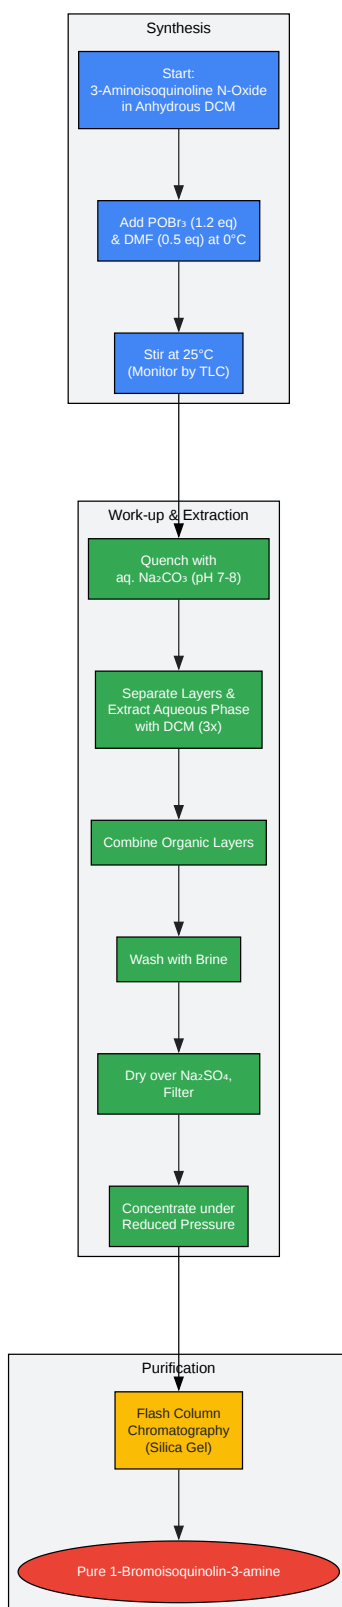 Synthesis
Start:
3-Aminoisoquinoline N-Oxide
in Anhydrous DCM
Add POBr₃ (1.2 eq)
& DMF (0.5 eq) at 0°C
Stir at 25°C
(Monitor by TLC)
Work-up & Extraction
Quench with
aq. Na₂CO₃ (pH 7-8)
Separate Layers &
Extract Aqueous Phase
with DCM (3x)
Combine Organic Layers
Wash with Brine
Dry over Na₂SO₄,
Filter
Concentrate under
Reduced Pressure
Purification
Flash Column
Chromatography
(Silica Gel)
Pure 1-Bromoisoquinolin-3-amine